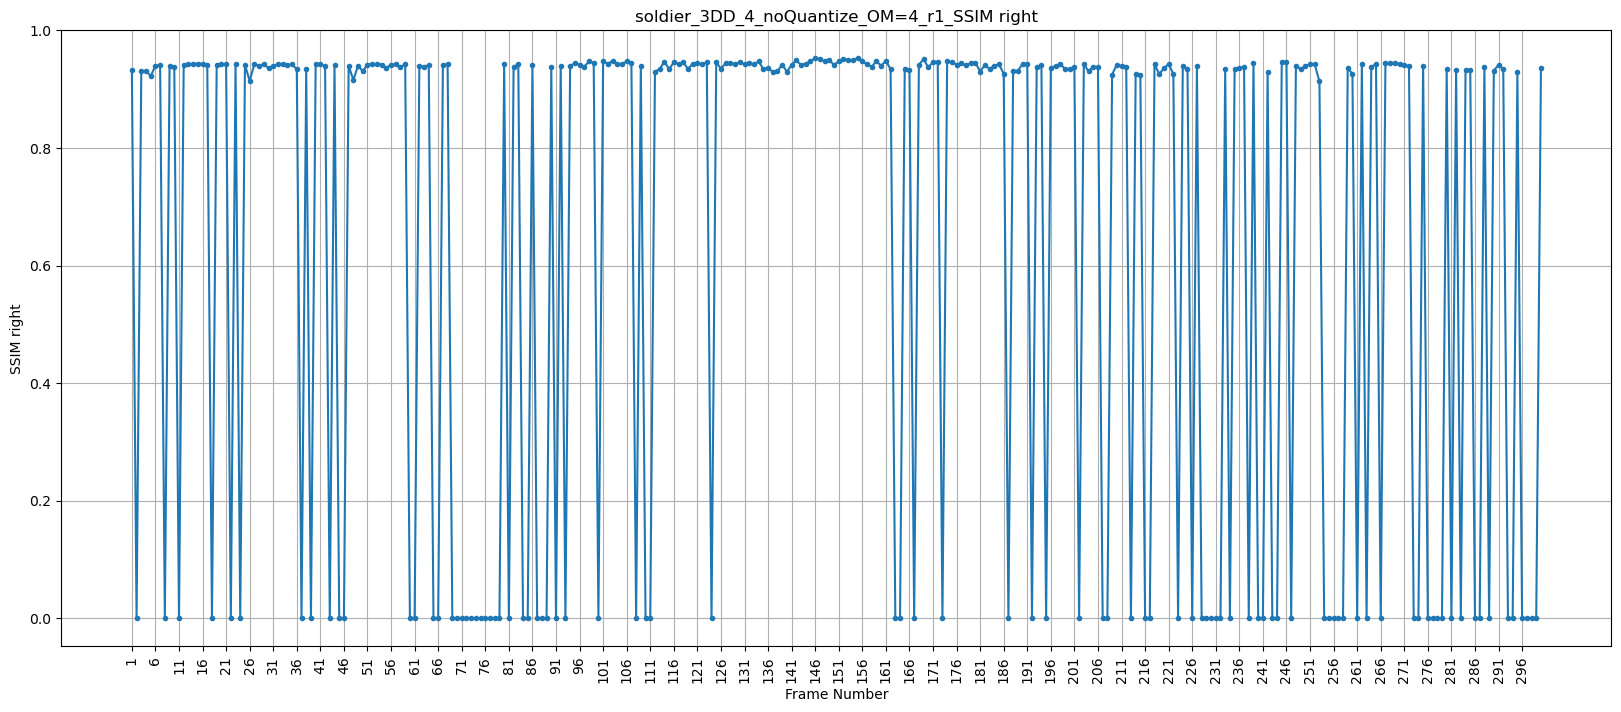 soldier_3DD_4_noQuantize_OM=4_r1_SSIM right
SSIM right
1.0
0.8
0.6
0.4
0.2
0.0
1 6 11 16 21 26 31 36 41 46 51 56 61 66 71 76 81 86 91 96 101 106 111 116 121 126 131 136 141 146 151 156 161 166 171 176 181 186 191 196 201 206 211 216 221 226 231 236 241 246 251 256 261 266 271 276 281 286 291 296
Frame Number